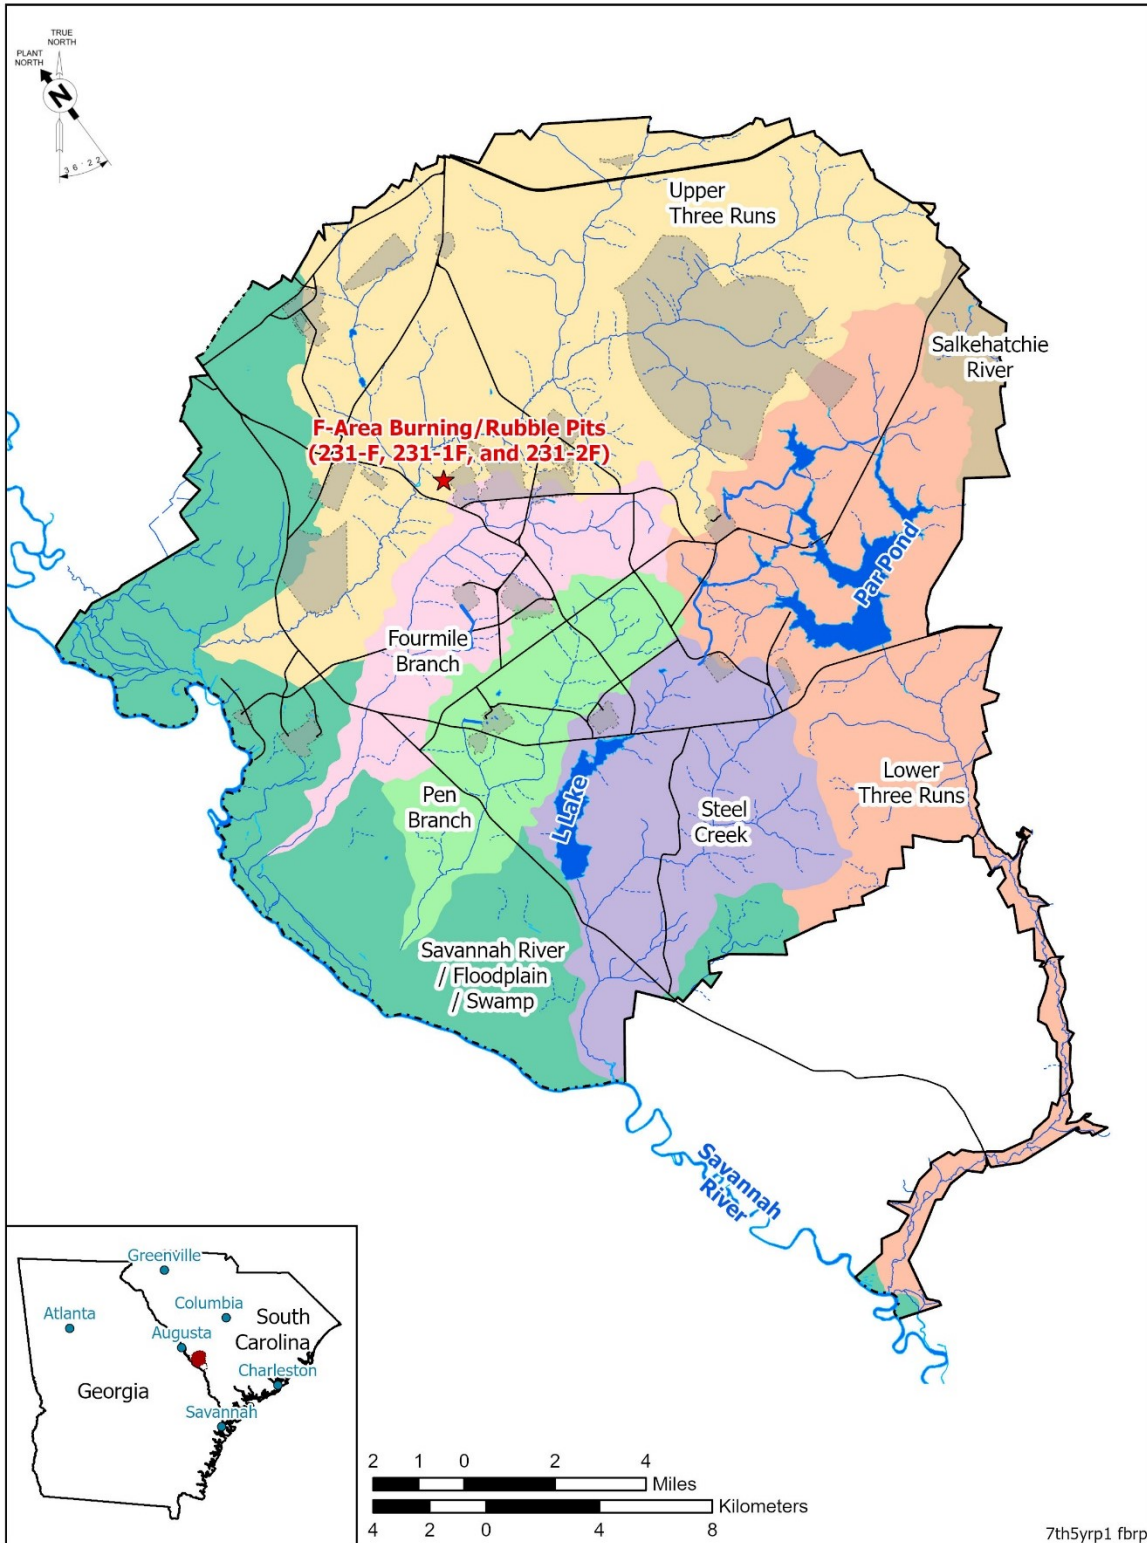 TRUE
NORTH
PLANT
NORTH
N
36°22'
Upper
Three Runs
Salkehatchie
River
F-Area Burning/Rubble Pits
(231-F, 231-1F, and 231-2F)
Par Pond
Fourmile
Branch
Lower
Three Runs
L Lake
Steel
Creek
Pen
Branch
Savannah River
/ Floodplain
/ Swamp
Savannah
River
Greenville
Atlanta
Columbia
South
Carolina
Augusta
Charleston
Georgia
Savannah
2 1 0 2 4
Miles
Kilometers
4 2 0 4 8
7th5yrp1 fbrp